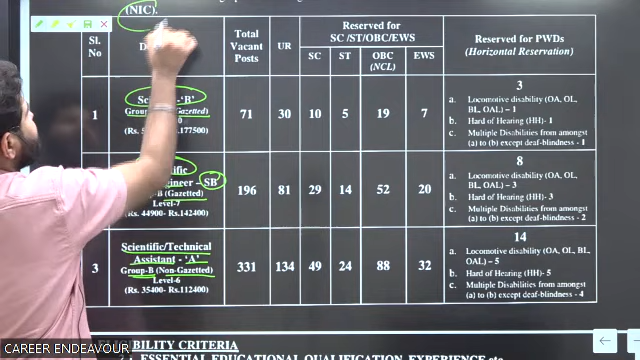 (NIC).
Sl. No
Total Vacant Posts
UR
Reserved for SC /ST/OBC/EWS
SC
ST
OBC (NCL)
EWS
Reserved for PWDs (Horizontal Reservation)
1
-'B'
Gazetted)
177500)
71
30
10
5
19
7
3
a. Locomotive disability (OA, OL, BL, OAL) – 1
b. Hard of Hearing (HH)- 1
c. Multiple Disabilities from amongst (a) to (b) except deaf-blindness - 1
– SB'
B (Gazetted)
Level-7
(Rs. 44900- Rs.142400)
196
81
29
14
52
20
8
a. Locomotive disability (OA, OL, BL, OAL) – 3
b. Hard of Hearing (HH)- 3
c. Multiple Disabilities from amongst (a) to (b) except deaf-blindness - 2
3
Scientific/Technical
Assistant - 'A'
Group-B (Non-Gazetted)
Level-6
(Rs. 35400- Rs.112400)
331
134
49
24
88
32
14
a. Locomotive disability (OA, OL, BL, OAL) – 5
b. Hard of Hearing (HH)- 5
c. Multiple Disabilities from amongst (a) to (b) except deaf-blindness - 4
ELIGIBILITY CRITERIA
ESSENTIAL EDUCATIONAL QUALIFICATION, EXPERIENCE etc.
CAREER ENDEAVOUR